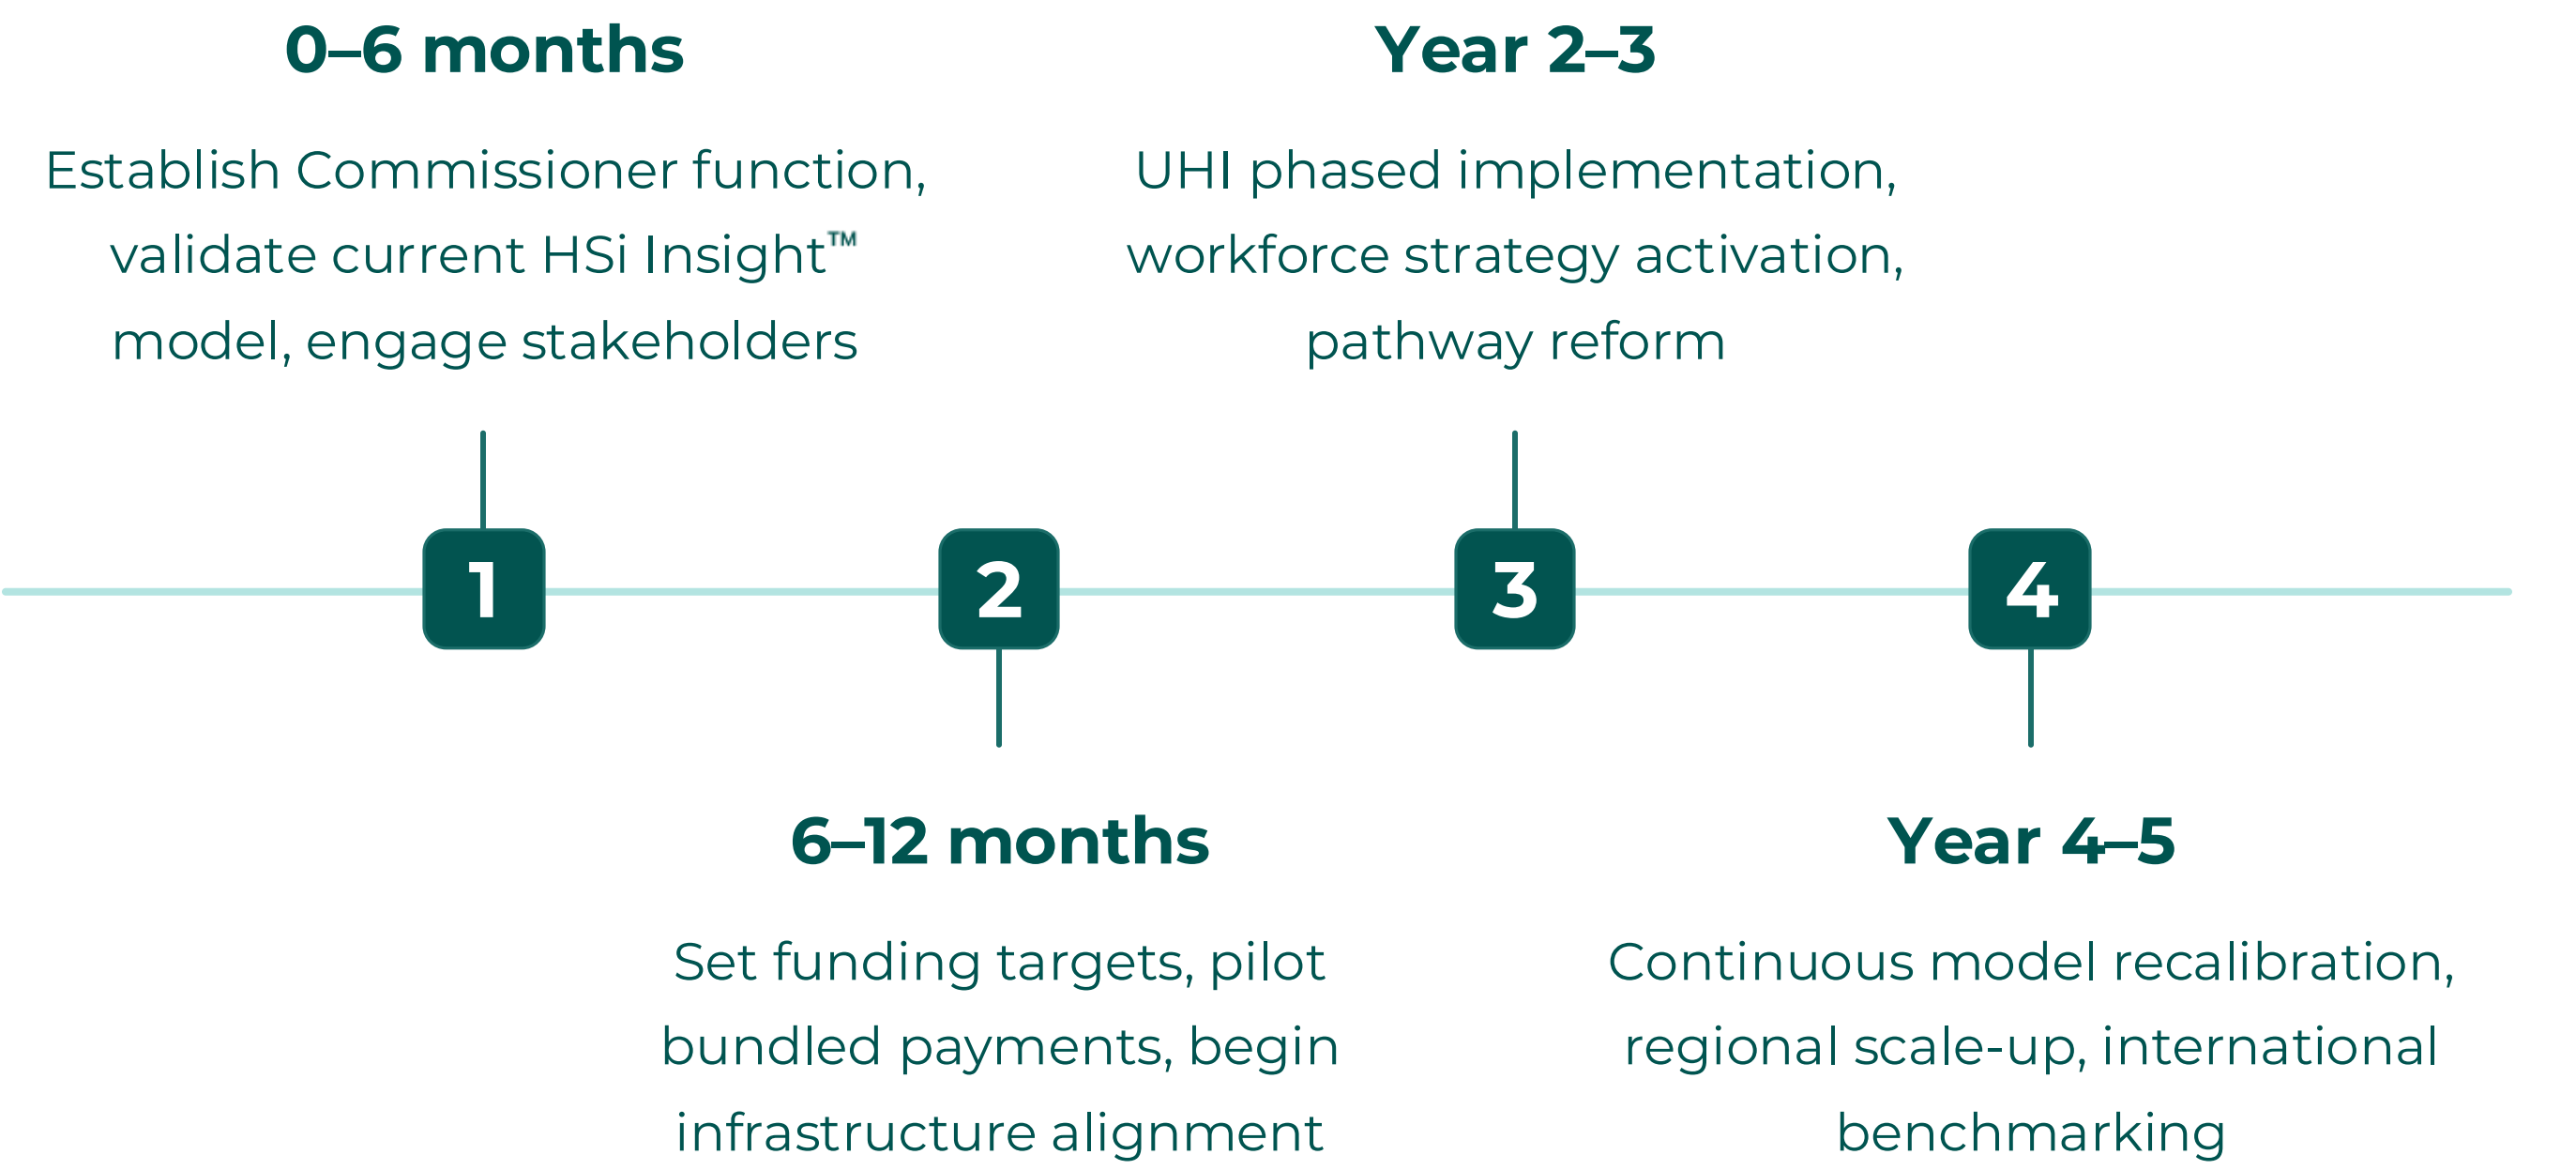 0–6 months
Establish Commissioner function,
validate current HSi Insight™
model, engage stakeholders
Year 2–3
UHI phased implementation,
workforce strategy activation,
pathway reform
1
2
3
4
6–12 months
Set funding targets, pilot
bundled payments, begin
infrastructure alignment
Year 4–5
Continuous model recalibration,
regional scale-up, international
benchmarking